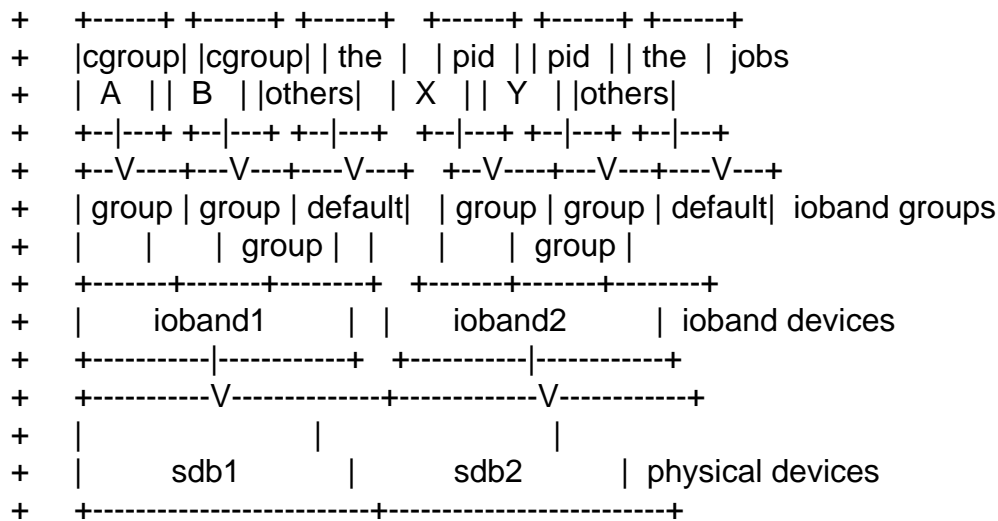 + +------+ +------+ +------+ +------+ +------+ +------+
+ |cgroup| |cgroup| | the | | pid | | pid | | the | jobs
+ | A | | B | |others| | X | | Y | |others|
+ +--|---+ +--|---+ +--|---+ +--|---+ +--|---+ +--|---+
+ +--V----+---V---+----V---+ +--V----+---V---+----V---+
+ | group | group | default| | group | group | default| ioband groups
+ | | | group | | | | group |
+ +-------+-------+--------+ +-------+-------+--------+
+ | ioband1 | | ioband2 | ioband devices
+ +-----------|-------------+ +-----------|-------------+
+ +-----------V--------------+-------------V------------+
+ | | |
+ | sdb1 | sdb2 | physical devices
+ +---------------------------+---------------------------+